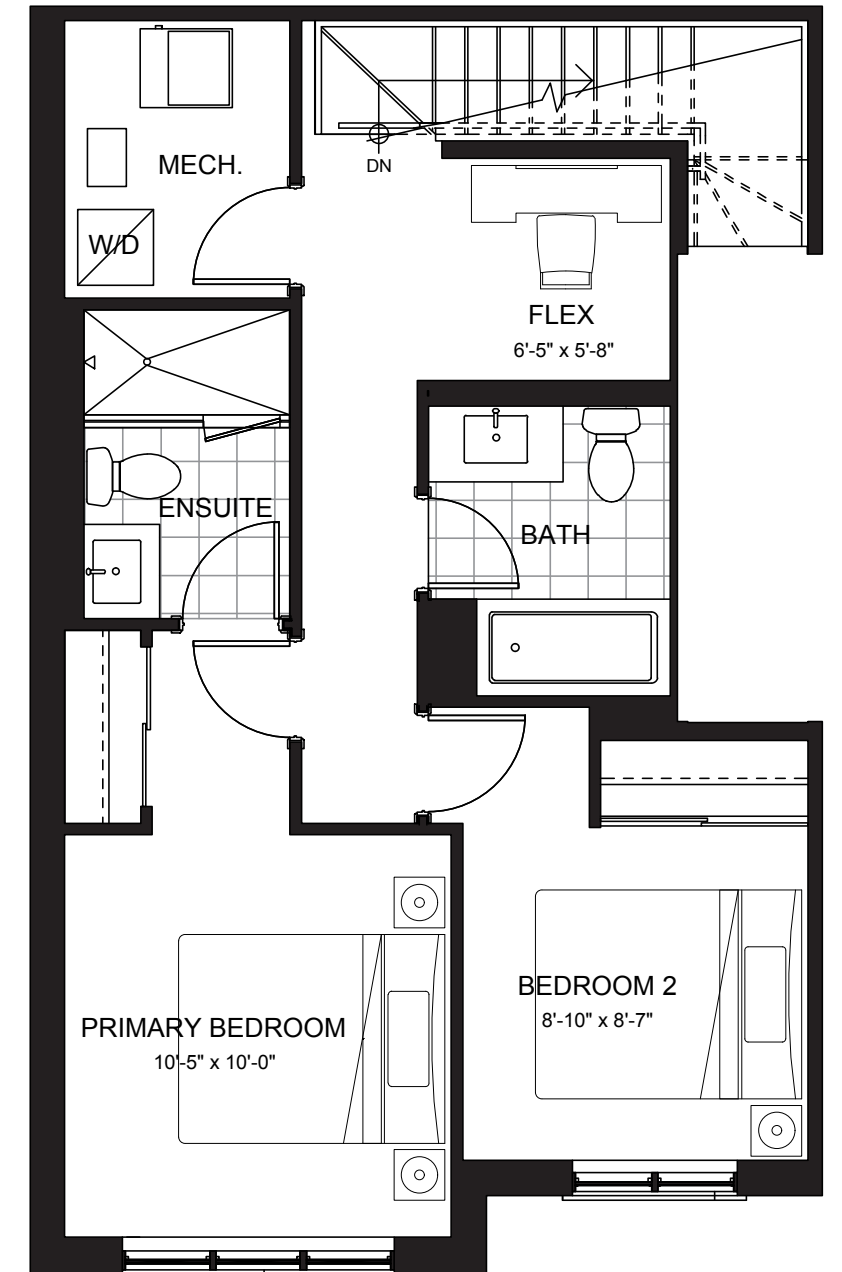 MECH.
DN
W/D
FLEX
6'-5" x 5'-8"
ENSUITE
BATH
BEDROOM 2
8'-10" x 8'-7"
PRIMARY BEDROOM
10'-5" x 10'-0"